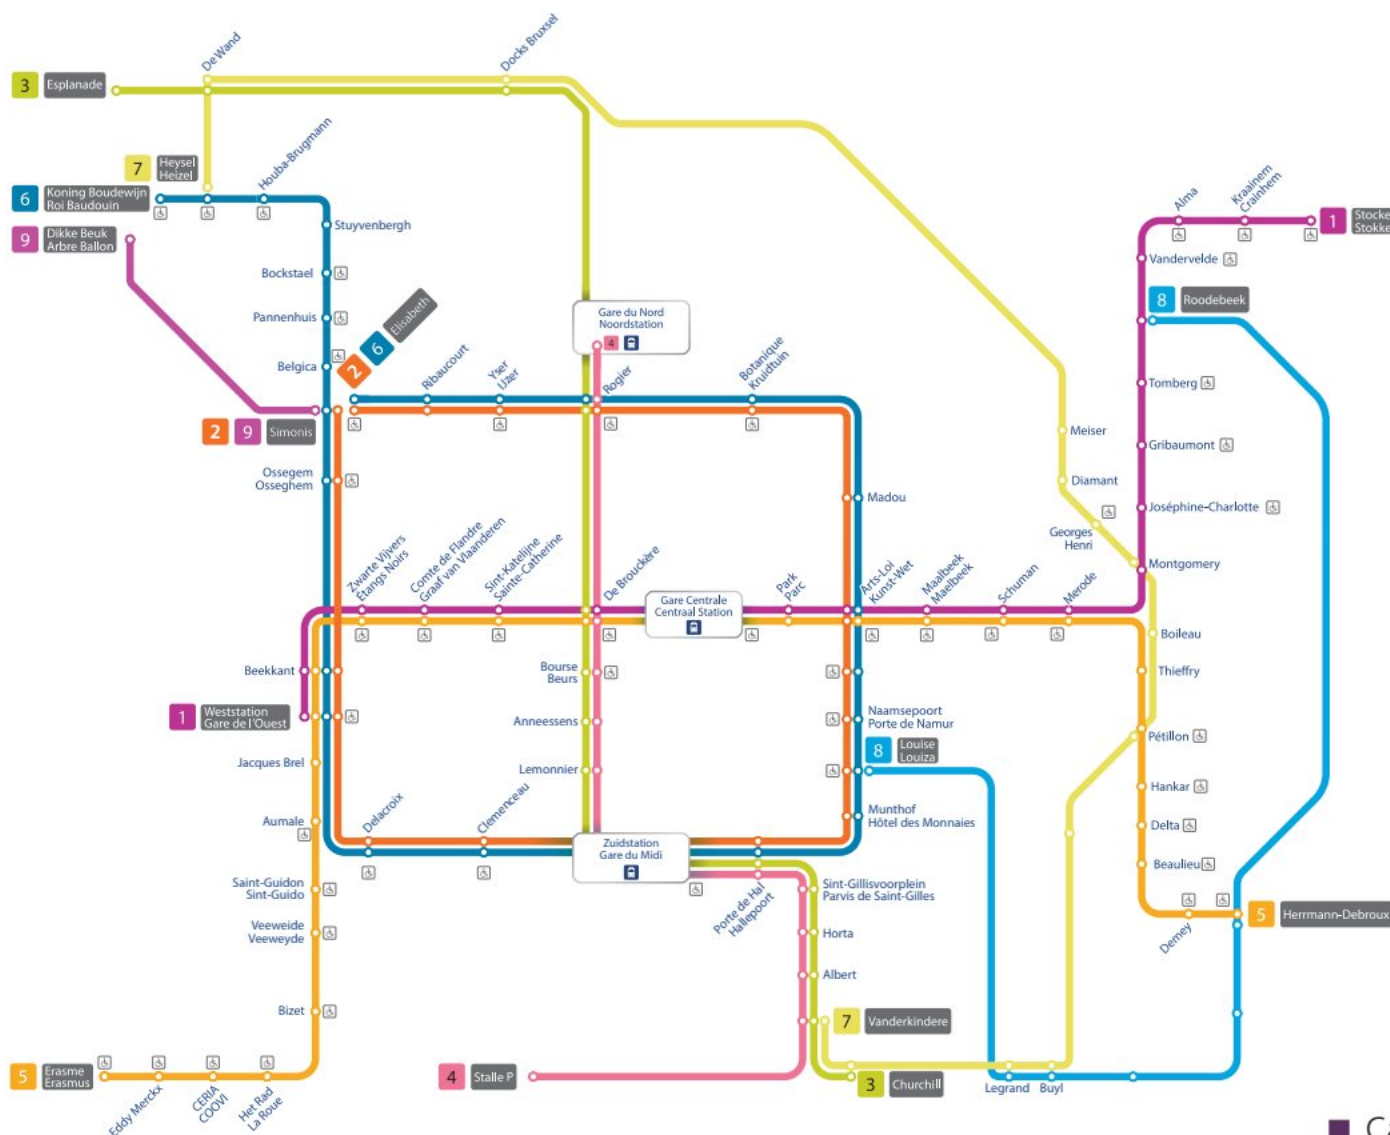 De Wand
Docks Bruxsel
3
Esplanade
Houba-Brugmann
7
Heysel
Heizel
6
Koning Boudewijn
Roi Baudouin
9
Dikke Beuk
Arbre Ballon
Alma
Kraainem
Crainhem
1
Stocke
Stokke
Stuyvenbergh
Vandervelde
Bockstael
8
Roodebeek
Pannenhuis
2
6
Elisabeth
Gare du Nord
Noordstation
4
Belgica
Ribaucourt
Yser
IJzer
Rogier
Botanique
Kruidtuin
Tomberg
2
9
Simonis
Meiser
Gribaumont
Ossegem
Osseghem
Diamant
Madou
Joséphine-Charlotte
Georges
Henri
Zwarte Vijvers
Étangs Noirs
Comte de Flandre
Graaf van Vlaanderen
Sint-Katelijne
Sainte-Catherine
De Brouckère
Gare Centrale
Centraal Station
Park
Parc
Arts-Loi
Kunst-Wet
Maalbeek
Maelbeek
Schuman
Merode
Montgomery
Boileau
Beekkant
Bourse
Beurs
Thieffry
1
Weststation
Gare de l'Ouest
Anneessens
Naamsepoort
Porte de Namur
Pétillon
8
Louise
Louiza
Jacques Brel
Lemonnier
Hankar
Aumale
Delacroix
Clemenceau
Munthof
Hôtel des Monnaies
Delta
Zuidstation
Gare du Midi
Beaulieu
Saint-Guidon
Sint-Guido
Porte de Hal
Hallepoort
Sint-Gillisvoorplein
Parvis de Saint-Gilles
Demey
5
Herrmann-Debroux
Veeweide
Veeweyde
Horta
Albert
Bizet
7
Vanderkindere
5
Erasme
Erasmus
Eddy Merckx
CERIA
COOVI
Het Rad
La Roue
4
Stalle P
3
Churchill
Legrand
Buyl